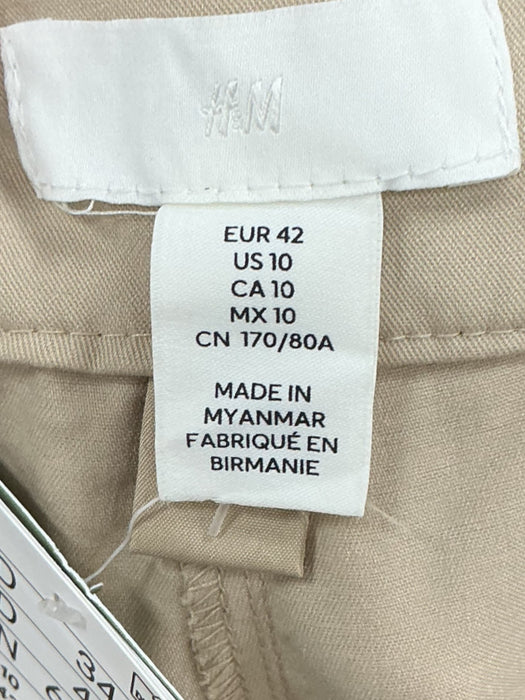 H&M
EUR 42
US 10
CA 10
MX 10
CN 170/80A
MADE IN
MYANMAR
FABRIQUÉ EN
BIRMANIE